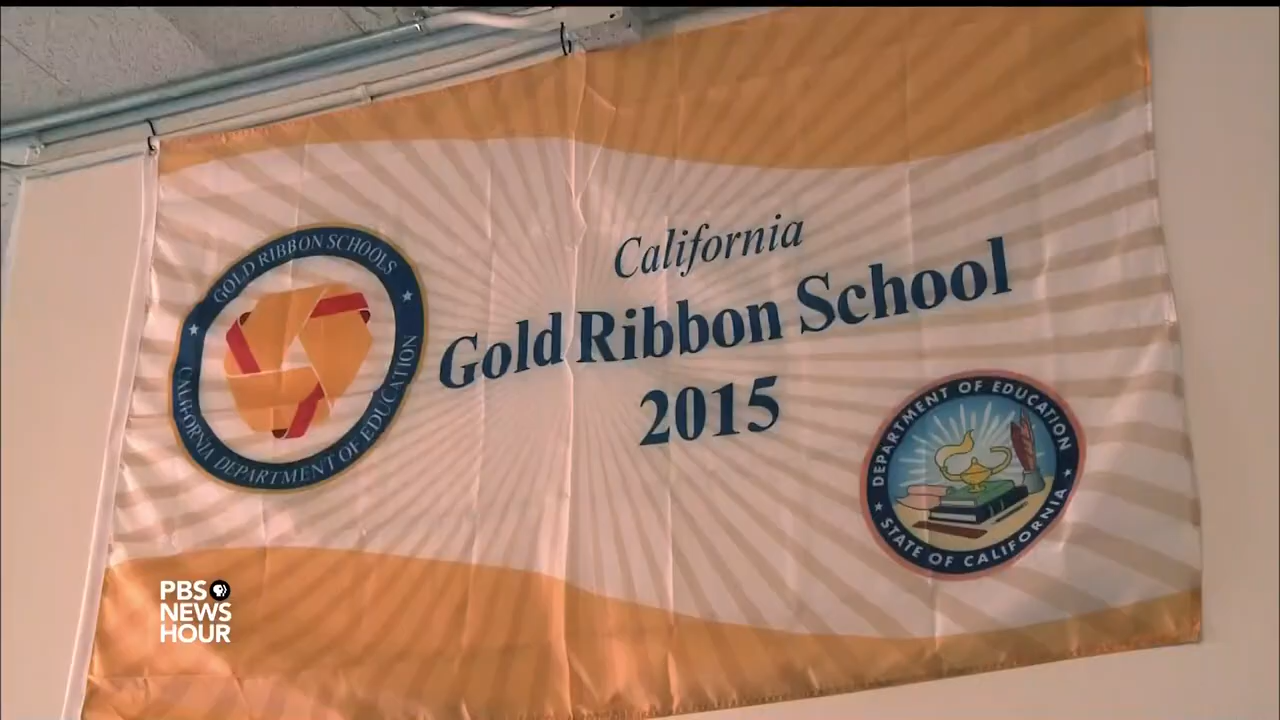 GOLD RIBBON SCHOOLS
CALIFORNIA DEPARTMENT OF EDUCATION
California
Gold Ribbon School
2015
DEPARTMENT OF EDUCATION
STATE OF CALIFORNIA
PBS
NEWS
HOUR